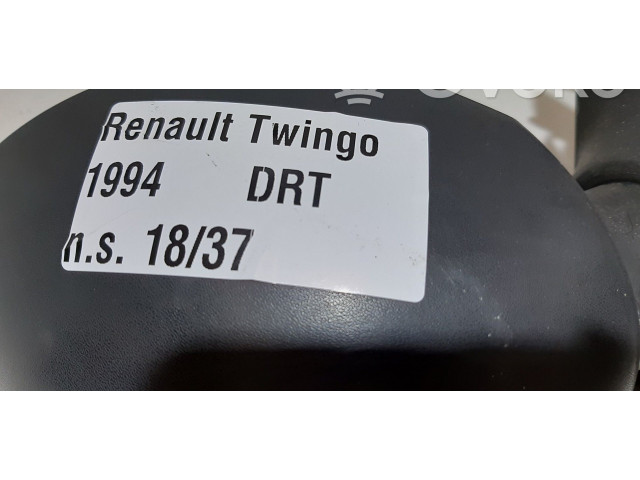 Renault Twingo
1994 DRT
n.s. 18/37